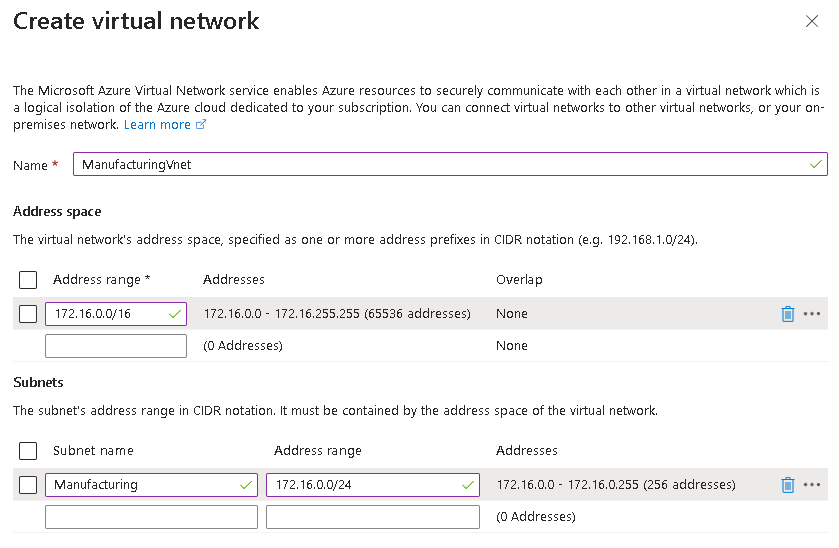 Create virtual network
The Microsoft Azure Virtual Network service enables Azure resources to securely communicate with each other in a virtual network which is
a logical isolation of the Azure cloud dedicated to your subscription. You can connect virtual networks to other virtual networks, or your on-
premises network. Learn more
Name * ManufacturingVnet
Address space
The virtual network's address space, specified as one or more address prefixes in CIDR notation (e.g. 192.168.1.0/24).
Address range * Addresses Overlap
172.16.0.0/16 172.16.0.0 - 172.16.255.255 (65536 addresses) None
(0 Addresses) None
Subnets
The subnet's address range in CIDR notation. It must be contained by the address space of the virtual network.
Subnet name Address range Addresses
Manufacturing 172.16.0.0/24 172.16.0.0 - 172.16.0.255 (256 addresses)
(0 Addresses)